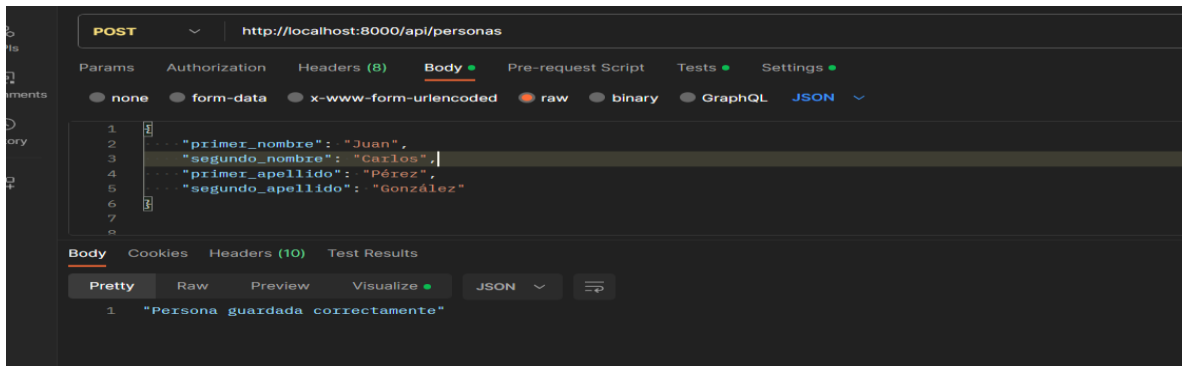 POST http://localhost:8000/api/personas
Params Authorization Headers (8) Body Pre-request Script Tests Settings
none form-data x-www-form-urlencoded raw binary GraphQL JSON
1 {
2 "primer_nombre": "Juan",
3 "segundo_nombre": "Carlos",
4 "primer_apellido": "Pérez",
5 "segundo_apellido": "González"
6 }
7
8
Body Cookies Headers (10) Test Results
Pretty Raw Preview Visualize JSON
1 "Persona guardada correctamente"